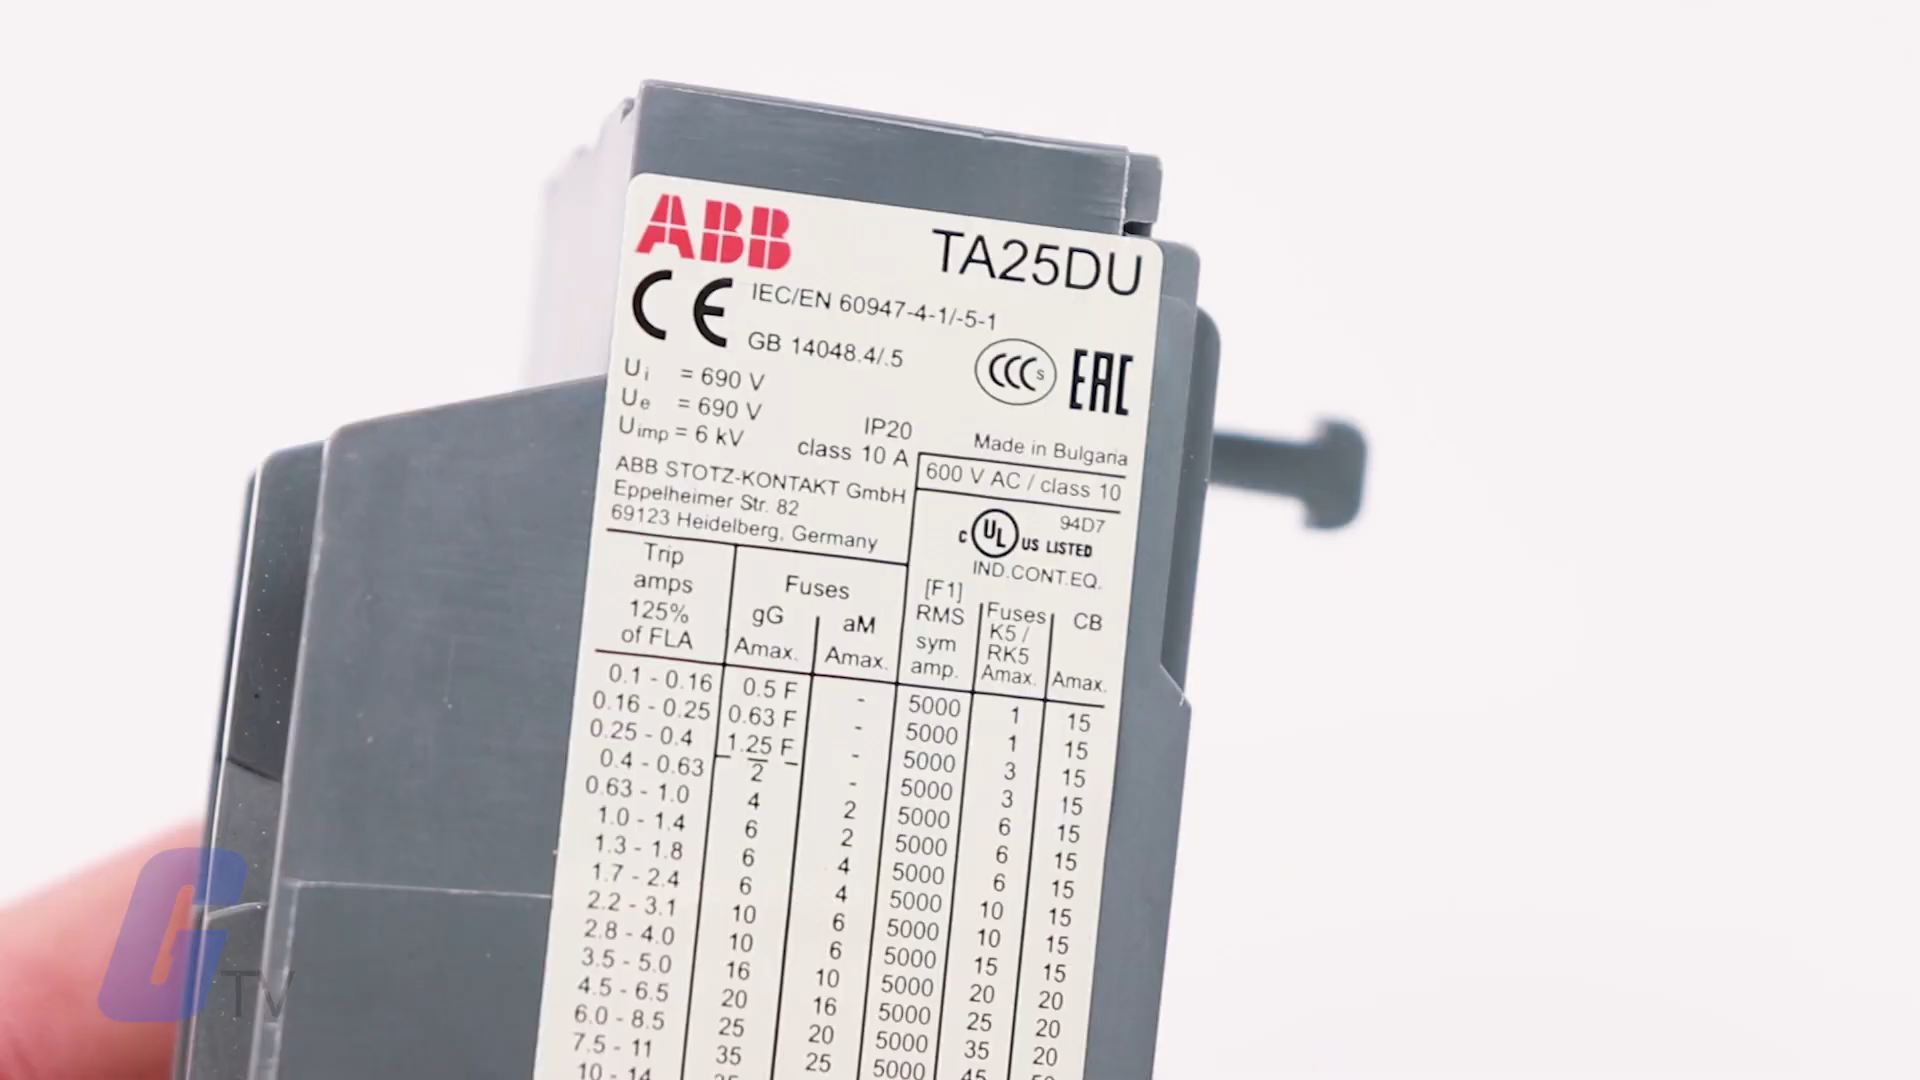 ABB TA25DU
CE IEC/EN 60947-4-1/-5-1
GB 14048.4/.5
CCC S EAC
Ui = 690 V
Ue = 690 V
Uimp = 6 kV
IP20
class 10 A
Made in Bulgaria
ABB STOTZ-KONTAKT GmbH
Eppelheimer Str. 82
69123 Heidelberg, Germany
600 V AC / class 10
94D7
C UL US LISTED
IND.CONT.EQ.
Trip amps 125% of FLA
Fuses
gG Amax.
aM Amax.
[F1] RMS sym amp.
Fuses K5 / RK5 Amax.
CB Amax.
0.1 - 0.16 0.5 F - 5000 1 15
0.16 - 0.25 0.63 F - 5000 1 15
0.25 - 0.4 1.25 F - 5000 3 15
0.4 - 0.63 2 - 5000 3 15
0.63 - 1.0 4 2 5000 6 15
1.0 - 1.4 6 2 5000 6 15
1.3 - 1.8 6 4 5000 6 15
1.7 - 2.4 6 4 5000 10 15
2.2 - 3.1 10 6 5000 10 15
2.8 - 4.0 10 6 5000 15 15
3.5 - 5.0 16 10 5000 20 20
4.5 - 6.5 20 16 5000 25 20
6.0 - 8.5 25 20 5000 35 20
7.5 - 11 35 25 5000
10 - 14
G TV